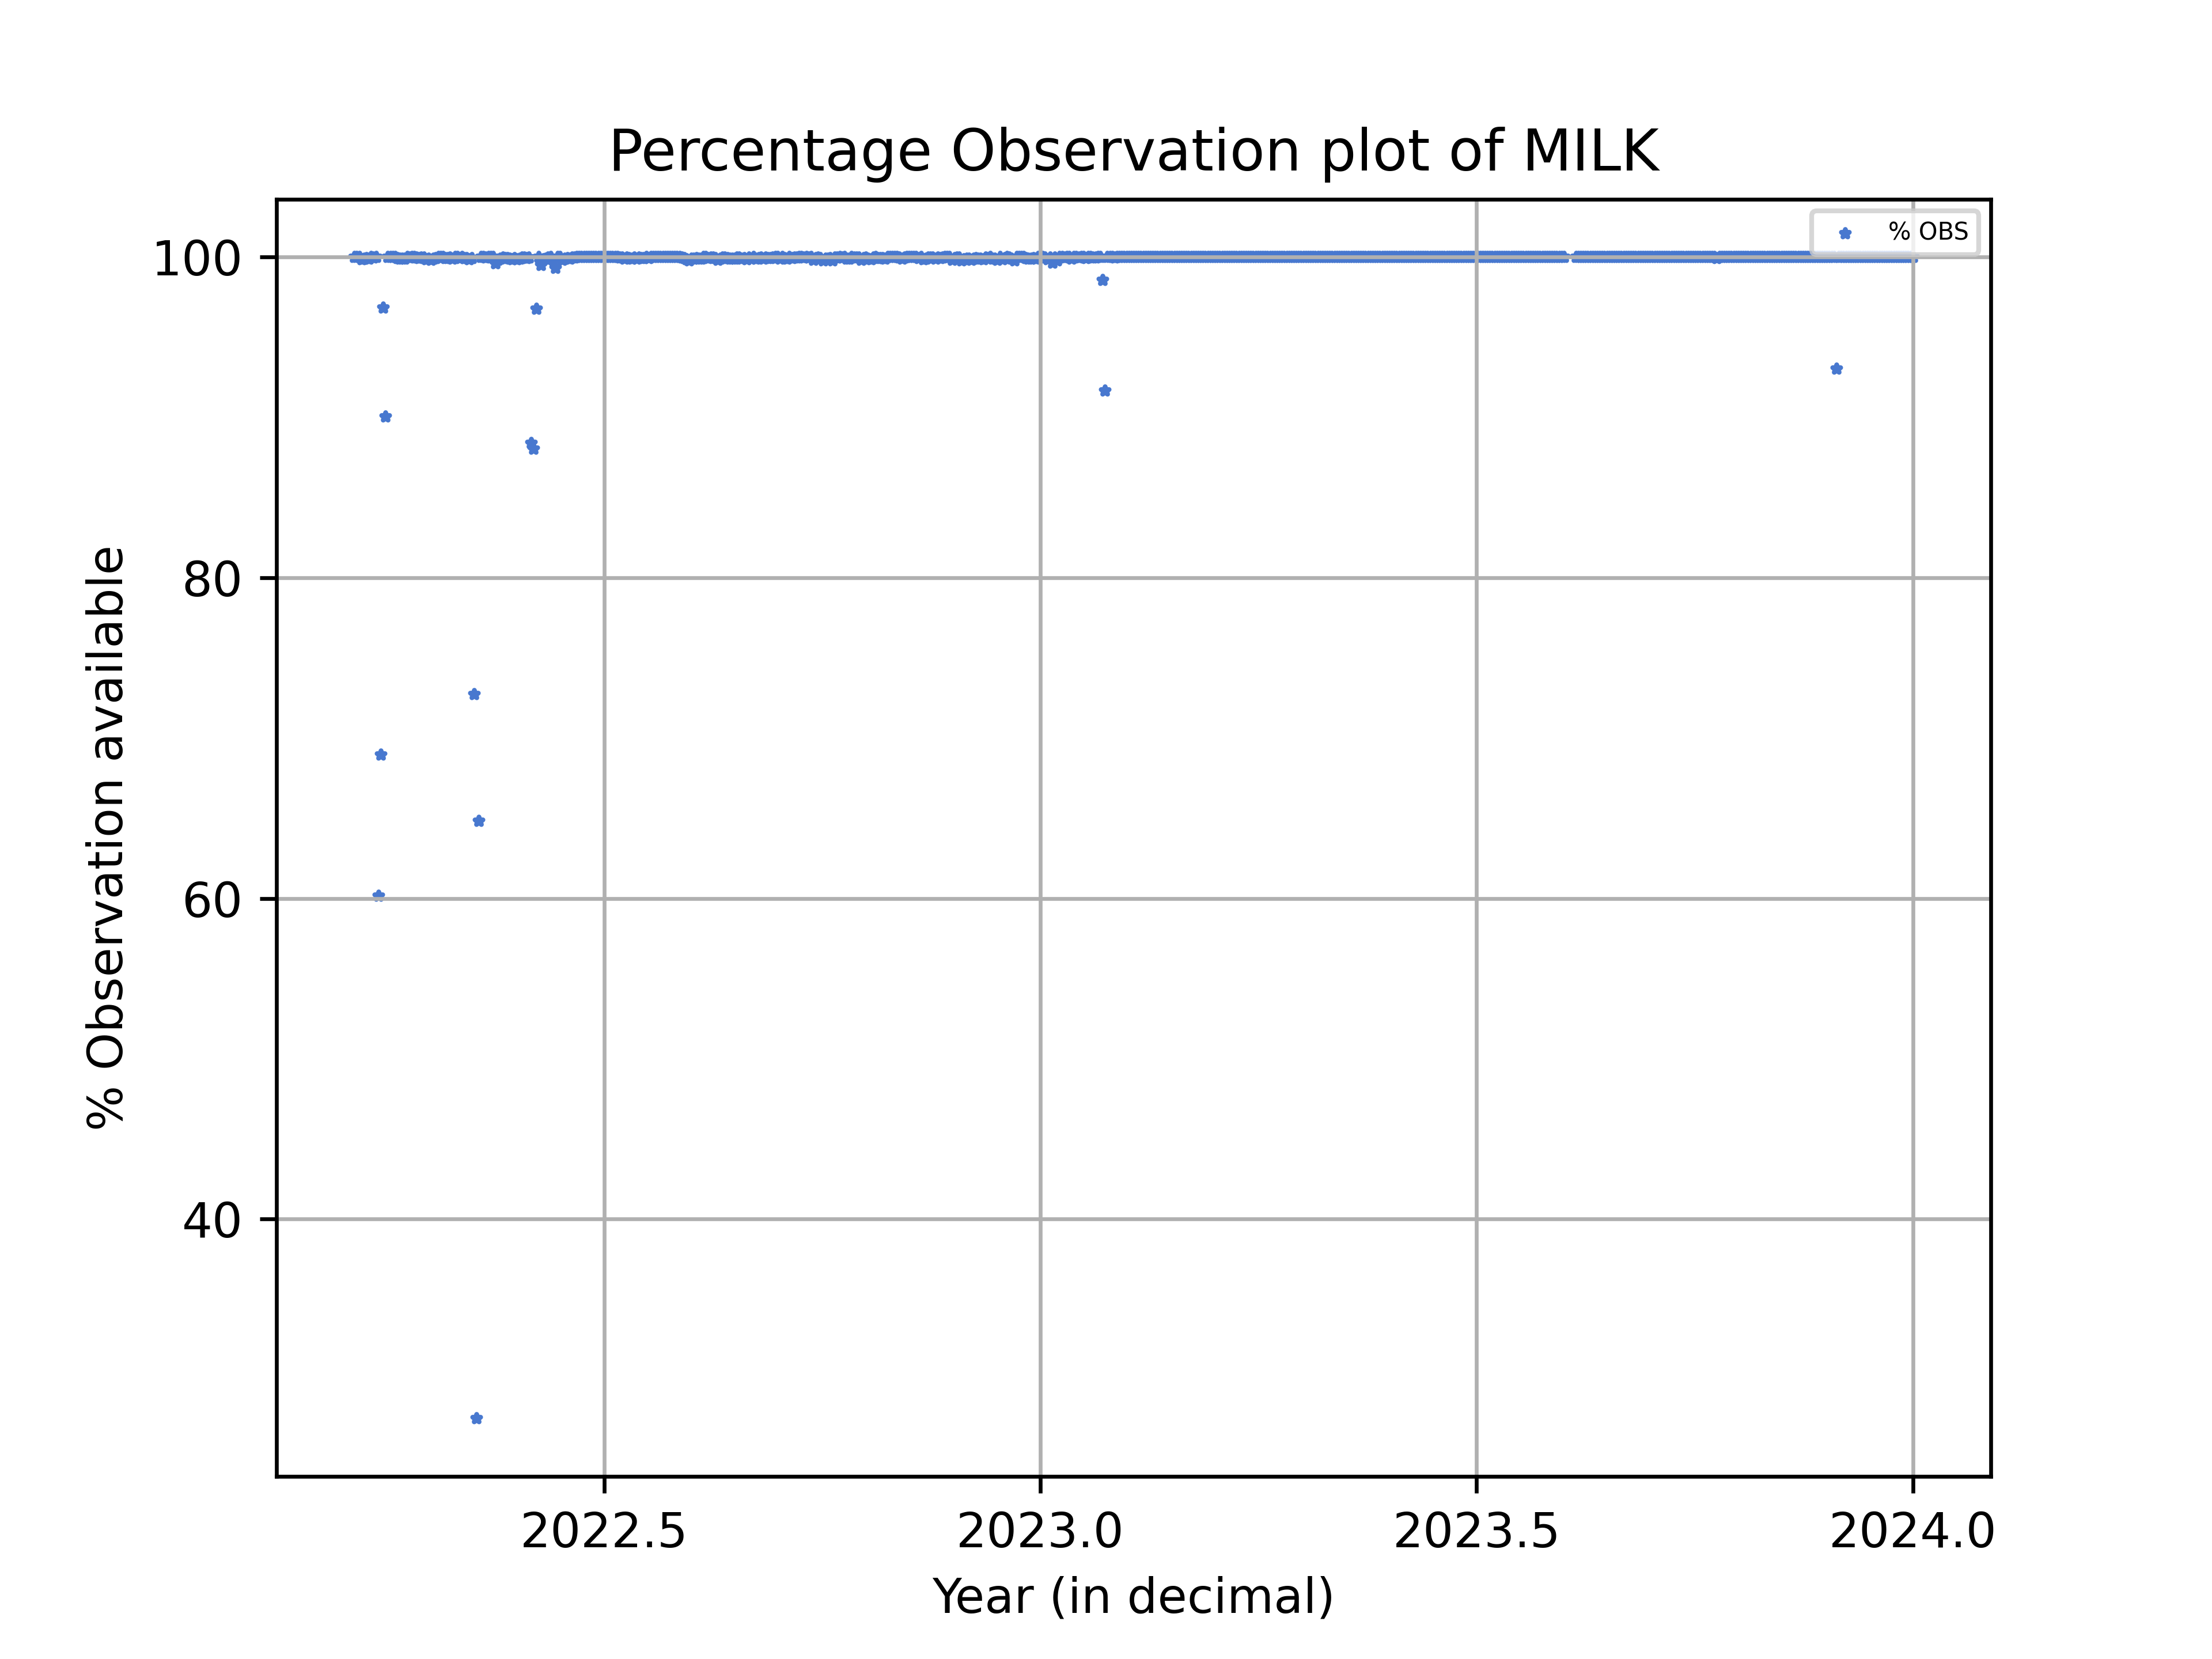 Percentage Observation plot of MILK
% OBS
100
80
60
40
% Observation available
2022.5 2023.0 2023.5 2024.0
Year (in decimal)